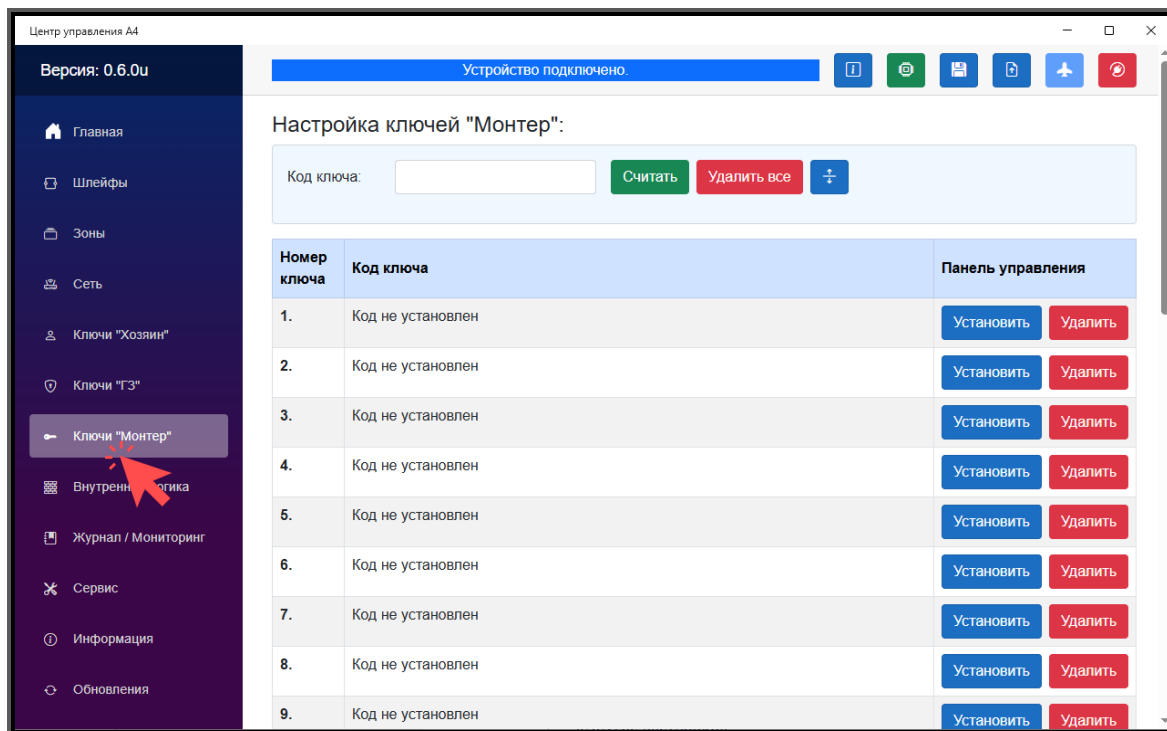 Центр управления А4
Версия: 0.6.0u
Устройство подключено.
Главная
Шлейфы
Зоны
Сеть
Ключи "Хозяин"
Ключи "ГЗ"
Ключи "Монтер"
Журнал / Мониторинг
Сервис
Информация
Обновления
Настройка ключей "Монтер":
Код ключа:
Считать
Удалить все
Номер ключа
Код ключа
Панель управления
1. Код не установлен Установить Удалить
2. Код не установлен Установить Удалить
3. Код не установлен Установить Удалить
4. Код не установлен Установить Удалить
5. Код не установлен Установить Удалить
6. Код не установлен Установить Удалить
7. Код не установлен Установить Удалить
8. Код не установлен Установить Удалить
9. Код не установлен Установить Удалить